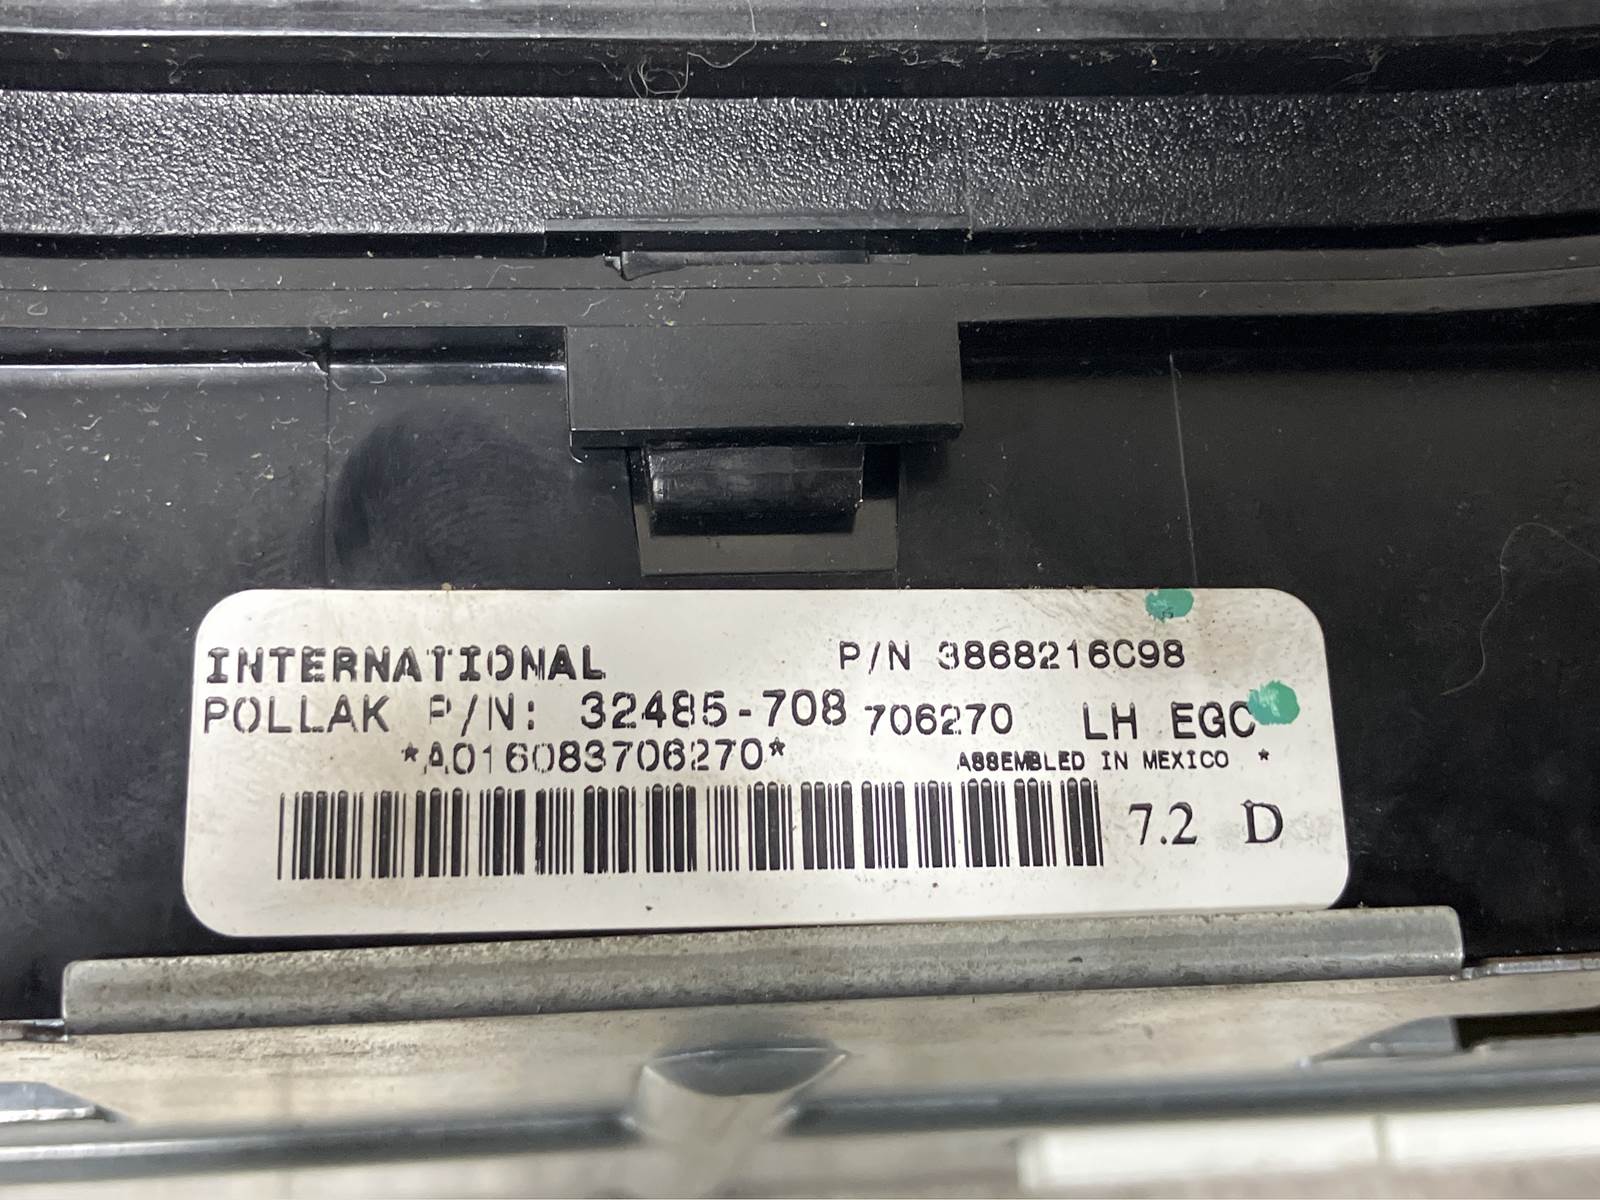 INTERNATIONAL P/N 3868216C98
POLLAK P/N: 32485-708 706270 LH EGC
*A016083706270* ASSEMBLED IN MEXICO *
7.2 D